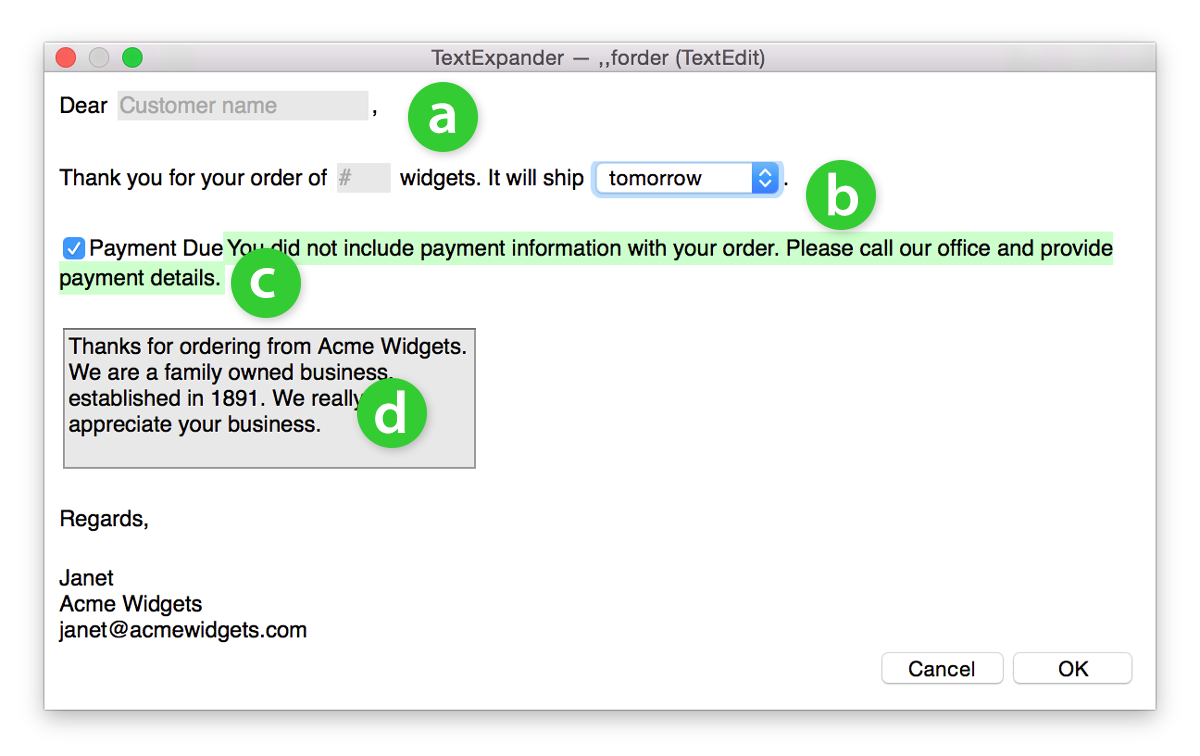 TextExpander — ,,forder (TextEdit)
Dear Customer name ,
a
Thank you for your order of # widgets. It will ship tomorrow .
b
Payment Due You did not include payment information with your order. Please call our office and provide
payment details.
c
Thanks for ordering from Acme Widgets.
We are a family owned business,
established in 1891. We really
appreciate your business.
d
Regards,
Janet
Acme Widgets
janet@acmewidgets.com
Cancel OK